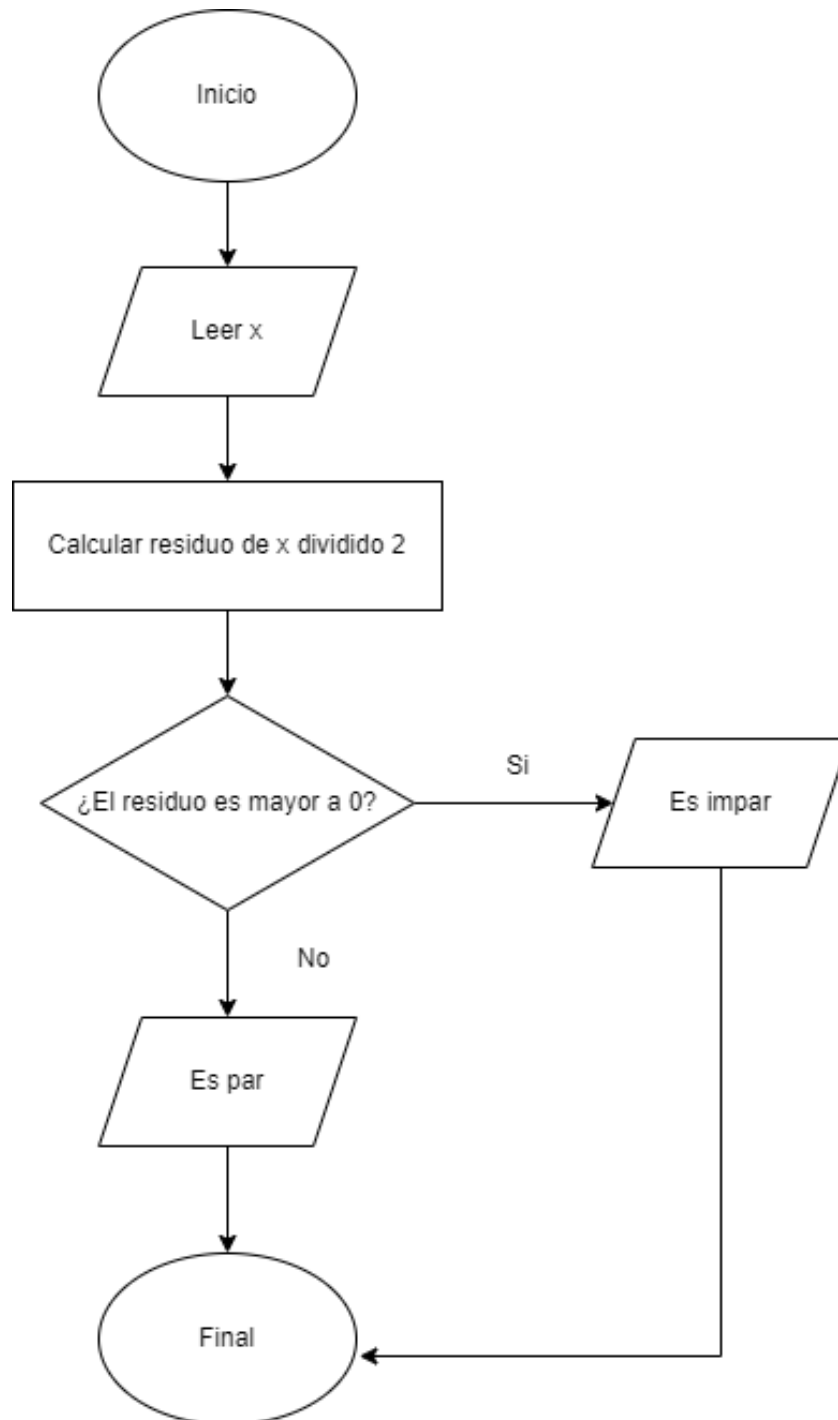 Inicio
Leer x
Calcular residuo de x dividido 2
¿El residuo es mayor a 0?
Si
Es impar
No
Es par
Final